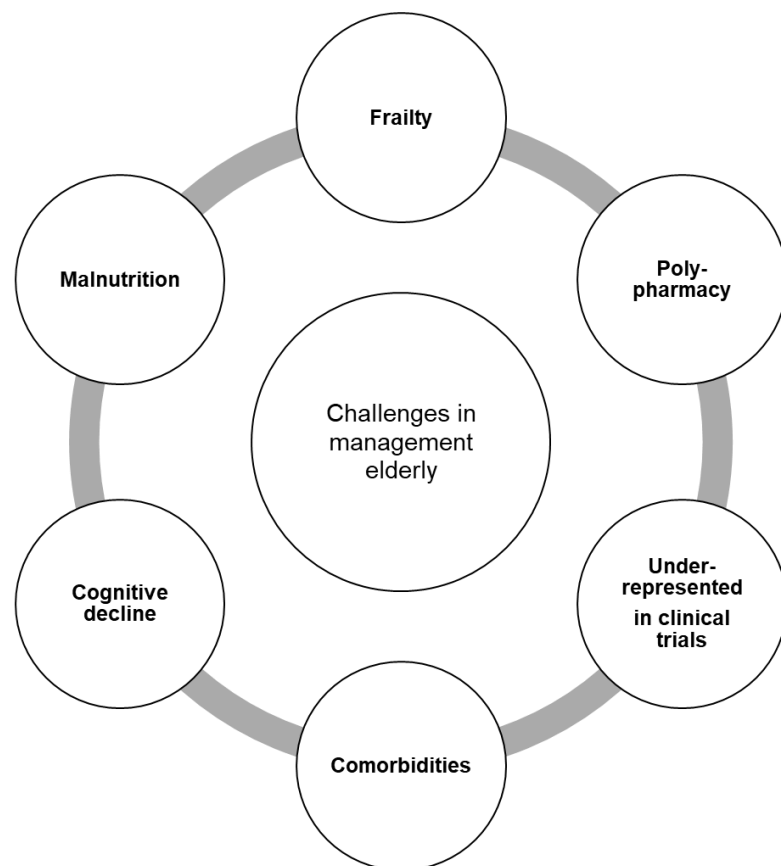 Frailty
Poly-
pharmacy
Under-
represented
in clinical
trials
Comorbidities
Cognitive
decline
Malnutrition
Challenges in
management
elderly